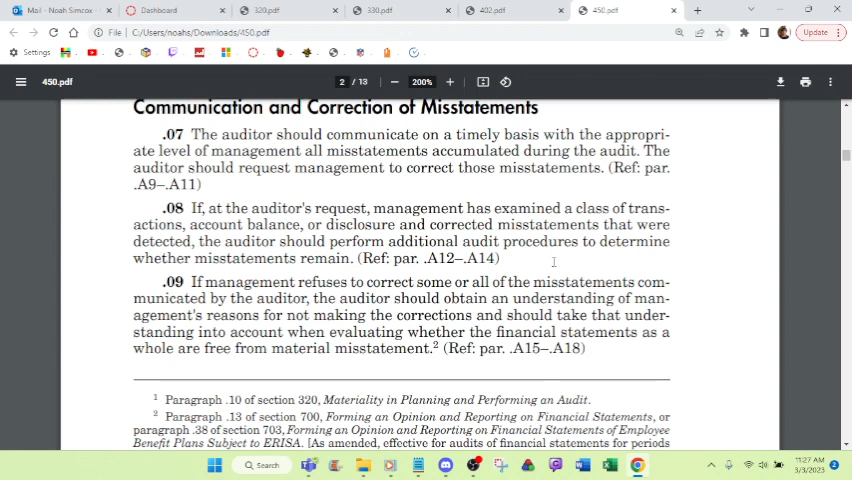 Mail - Noah Simcox - Outlook
Dashboard
320.pdf
330.pdf
402.pdf
450.pdf
File
C:/Users/noahs/Downloads/450.pdf
Update
Settings
450.pdf
2 / 13
200%
Communication and Correction of Misstatements
.07 The auditor should communicate on a timely basis with the appropri-
ate level of management all misstatements accumulated during the audit. The
auditor should request management to correct those misstatements. (Ref: par.
.A9–.A11)
.08 If, at the auditor's request, management has examined a class of trans-
actions, account balance, or disclosure and corrected misstatements that were
detected, the auditor should perform additional audit procedures to determine
whether misstatements remain. (Ref: par. .A12–.A14)
.09 If management refuses to correct some or all of the misstatements com-
municated by the auditor, the auditor should obtain an understanding of man-
agement's reasons for not making the corrections and should take that under-
standing into account when evaluating whether the financial statements as a
whole are free from material misstatement.2 (Ref: par. .A15–.A18)
1 Paragraph .10 of section 320, Materiality in Planning and Performing an Audit.
2 Paragraph .13 of section 700, Forming an Opinion and Reporting on Financial Statements, or
paragraph .38 of section 703, Forming an Opinion and Reporting on Financial Statements of Employee
Benefit Plans Subject to ERISA. [As amended, effective for audits of financial statements for periods
Search
11:27 AM
3/3/2023
2